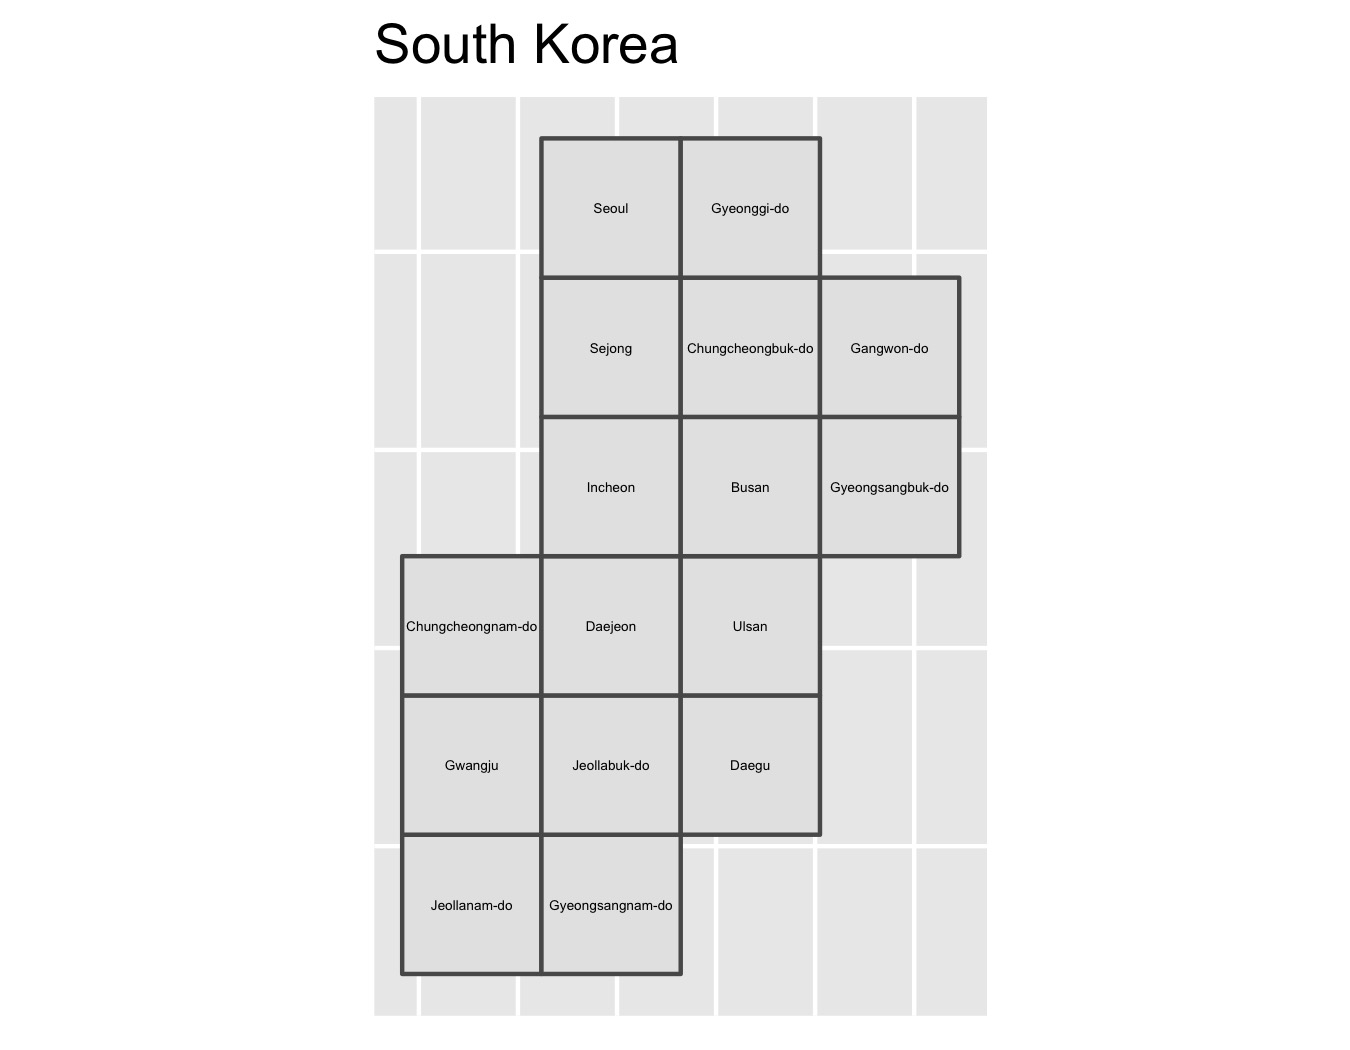 South Korea
Seoul
Gyeonggi-do
Sejong
Chungcheongbuk-do
Gangwon-do
Incheon
Busan
Gyeongsangbuk-do
Chungcheongnam-do
Daejeon
Ulsan
Gwangju
Jeollabuk-do
Daegu
Jeollanam-do
Gyeongsangnam-do